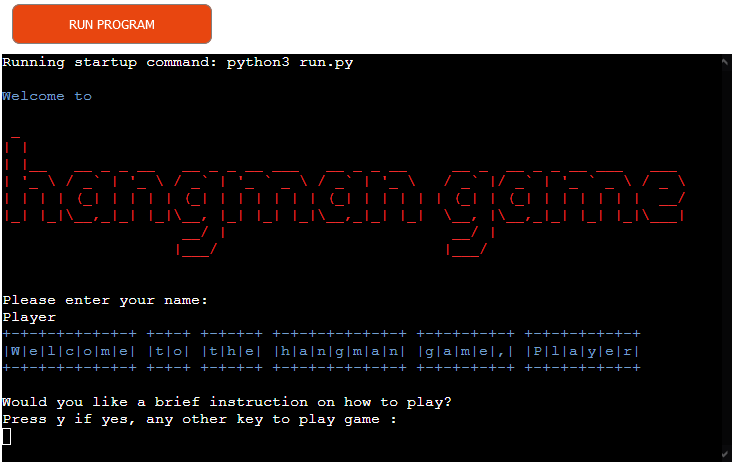 RUN PROGRAM
Running startup command: python3 run.py
Welcome to
hangman game
Please enter your name:
Player
+-+-+-+-+-+-+-+ +-+-+ +-+-+-+ +-+-+-+-+-+-+-+ +-+-+-+-+-+ +-+-+-+-+-+-+
|W|e|l|c|o|m|e| |t|o| |t|h|e| |h|a|n|g|m|a|n| |g|a|m|e|,| |P|l|a|y|e|r|
+-+-+-+-+-+-+-+ +-+-+ +-+-+-+ +-+-+-+-+-+-+-+ +-+-+-+-+-+ +-+-+-+-+-+-+
Would you like a brief instruction on how to play?
Press y if yes, any other key to play game :